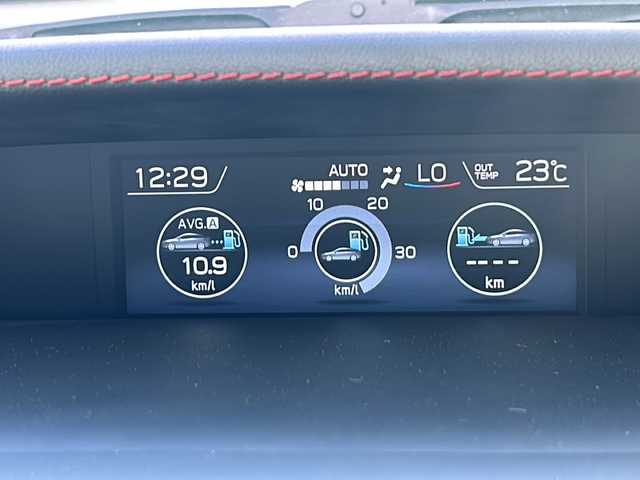 12:29
AUTO
LO
OUT
TEMP
23°C
AVG. A
10.9
km/l
0
10
20
30
km/l
----
km